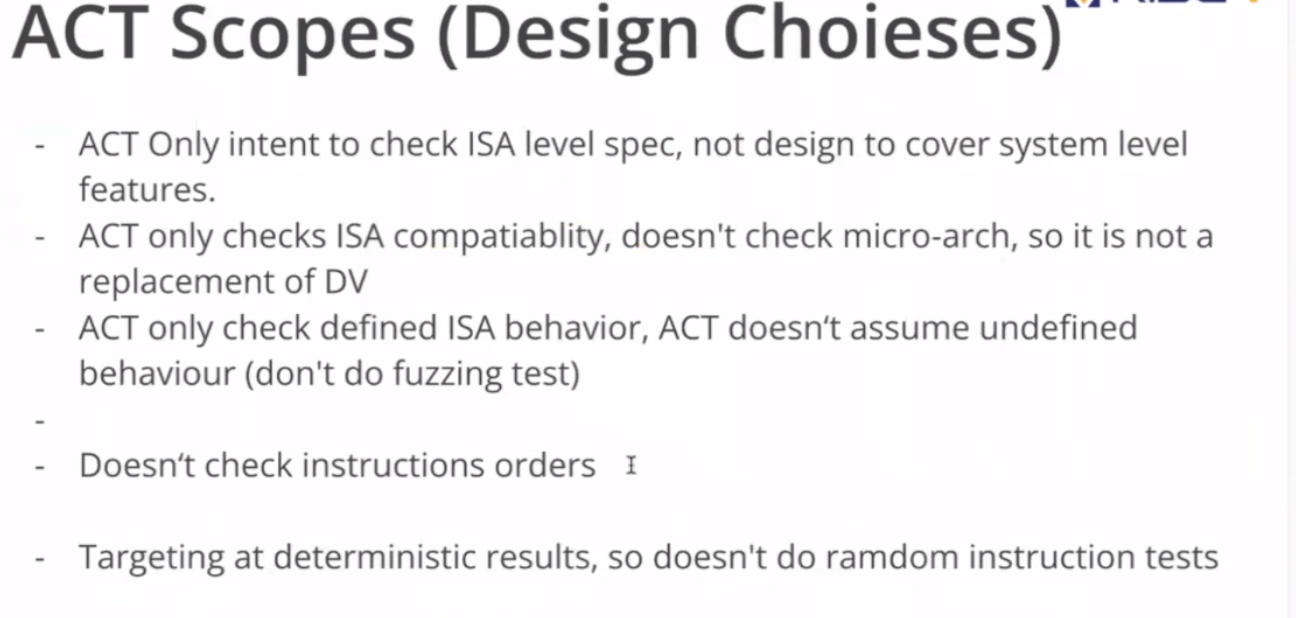 ACT Scopes (Design Choieses)
- ACT Only intent to check ISA level spec, not design to cover system level
features.
- ACT only checks ISA compatiablity, doesn't check micro-arch, so it is not a
replacement of DV
- ACT only check defined ISA behavior, ACT doesn‘t assume undefined
behaviour (don't do fuzzing test)
-
- Doesn‘t check instructions orders
- Targeting at deterministic results, so doesn't do ramdom instruction tests